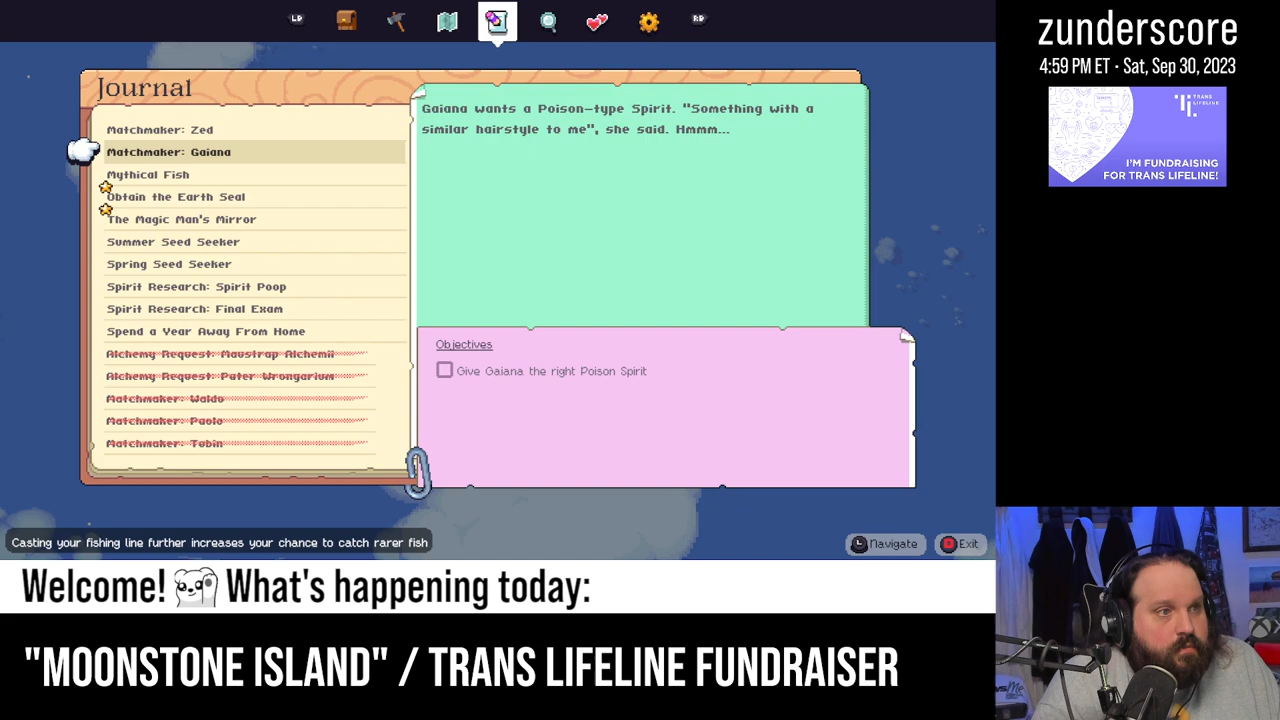 LB
RB
zunderscore
4:59 PM ET · Sat, Sep 30, 2023
TRANS
LIFELINE
I'M FUNDRAISING
FOR TRANS LIFELINE!
Journal
Matchmaker: Zed
Matchmaker: Gaiana
Mythical Fish
Obtain the Earth Seal
The Magic Man's Mirror
Summer Seed Seeker
Spring Seed Seeker
Spirit Research: Spirit Poop
Spirit Research: Final Exam
Spend a Year Away From Home
Alchemy Request: Maustrap Alchemii
Alchemy Request: Pater Wrongarium
Matchmaker: Waldo
Matchmaker: Paolo
Matchmaker: Tobin
Gaiana wants a Poison-type Spirit. "Something with a
similar hairstyle to me", she said. Hmmm...
Objectives
Give Gaiana the right Poison Spirit
Casting your fishing line further increases your chance to catch rarer fish
Navigate
Exit
Welcome! What's happening today:
"MOONSTONE ISLAND" / TRANS LIFELINE FUNDRAISER